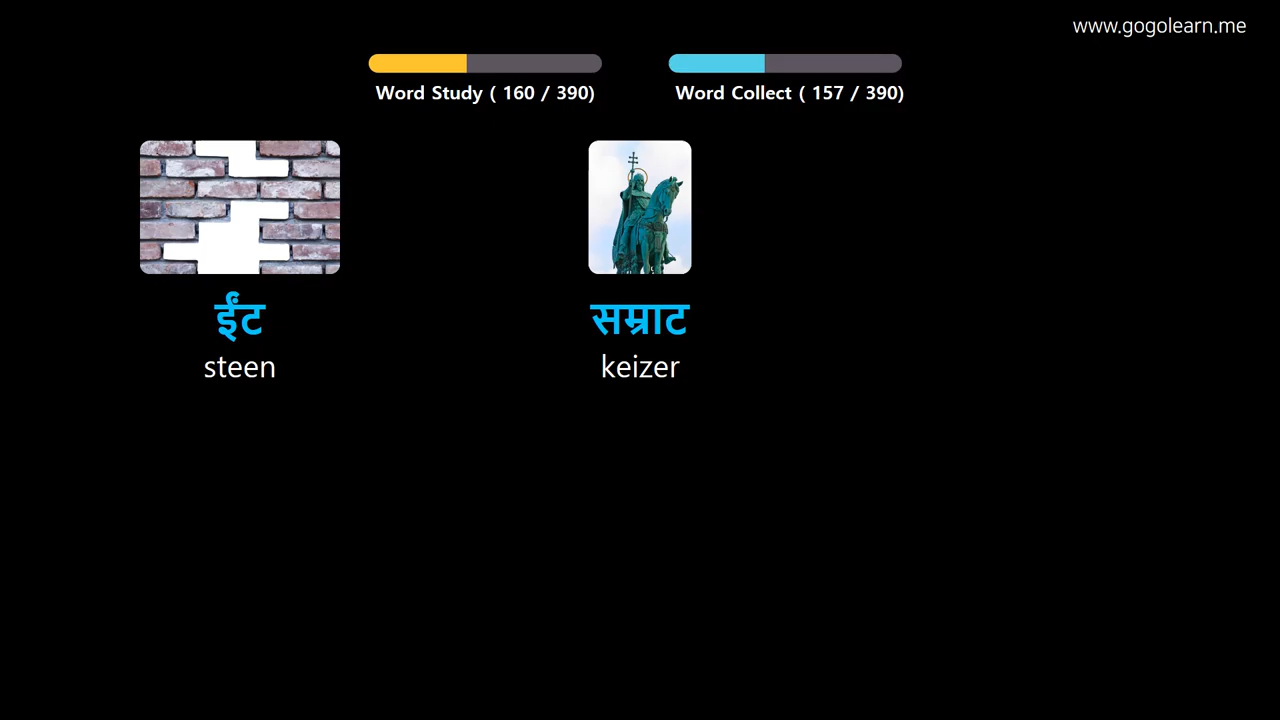 www.gogolearn.me
Word Study ( 160 / 390)
Word Collect ( 157 / 390)
ईंट
सम्राट
steen
keizer